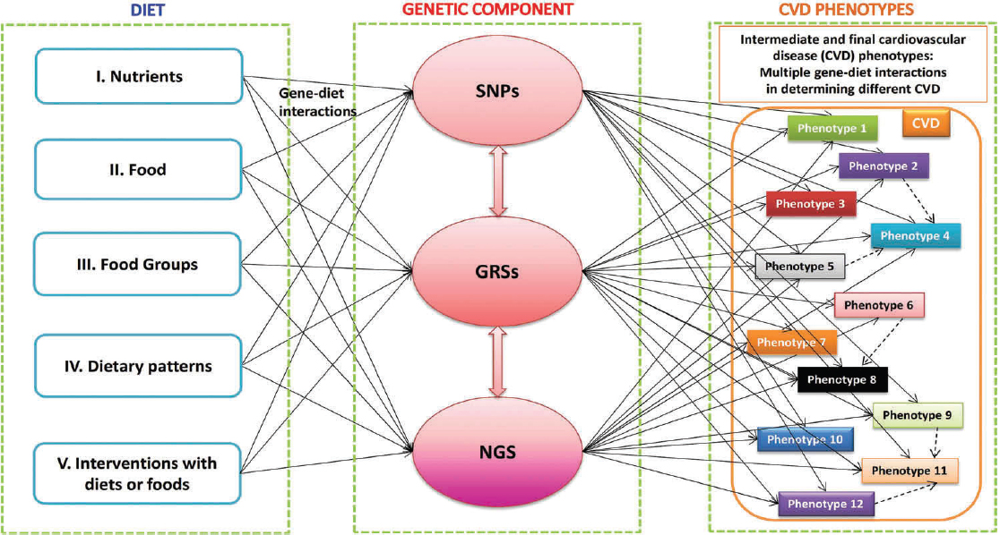 DIET
GENETIC COMPONENT
CVD PHENOTYPES
I. Nutrients
II. Food
III. Food Groups
IV. Dietary patterns
V. Interventions with
diets or foods
Gene-diet
interactions
SNPs
GRSs
NGS
Intermediate and final cardiovascular
disease (CVD) phenotypes:
Multiple gene-diet interactions
in determining different CVD
CVD
Phenotype 1
Phenotype 2
Phenotype 3
Phenotype 4
Phenotype 5
Phenotype 6
Phenotype 7
Phenotype 8
Phenotype 9
Phenotype 10
Phenotype 11
Phenotype 12